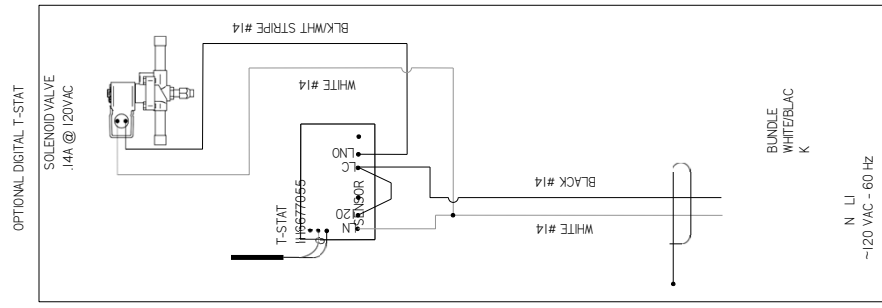 OPTIONAL DIGITAL T-STAT
SOLENOID VALVE
.14A @ 120VAC
BLK/WHT STRIPE #14
WHITE #14
T-STAT
1H6677055
LNO
LC
SENSOR
120
LN
BLACK #14
WHITE #14
BUNDLE
WHITE/BLAC
K
N L1
~120 VAC - 60 Hz